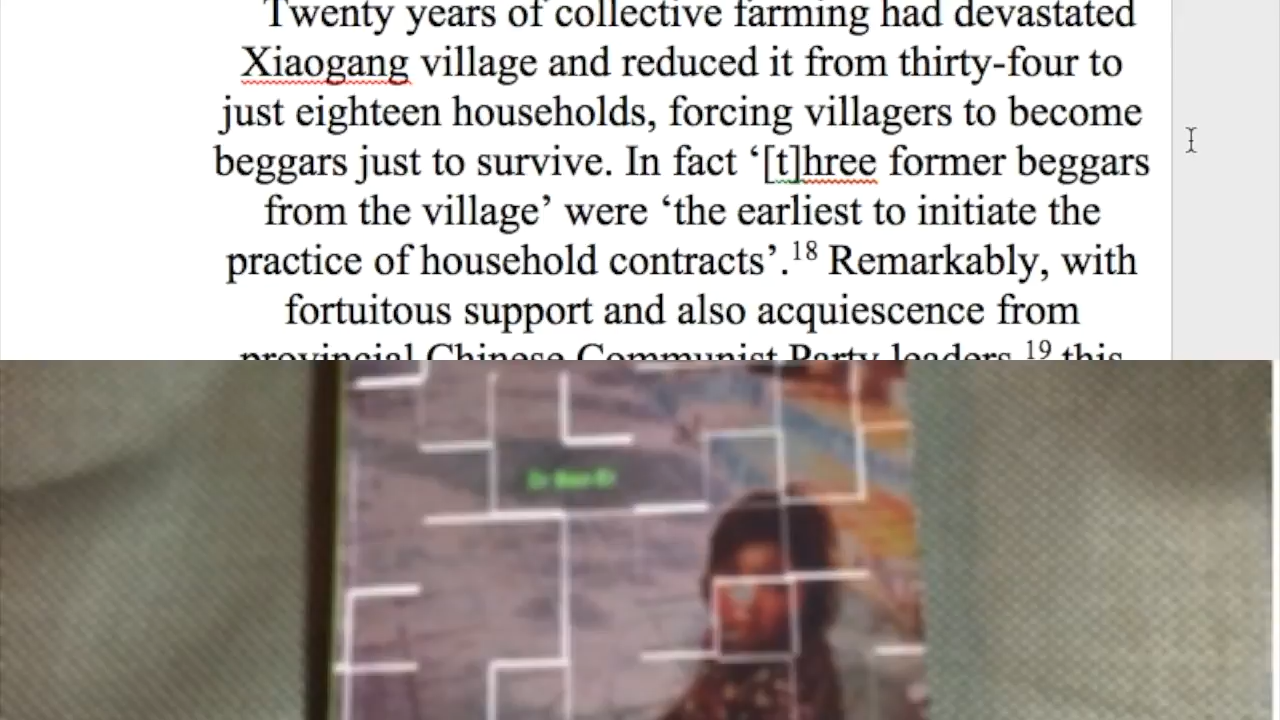 Twenty years of collective farming had devastated
Xiaogang village and reduced it from thirty-four to
just eighteen households, forcing villagers to become
beggars just to survive. In fact ‘[t]hree former beggars
from the village’ were ‘the earliest to initiate the
practice of household contracts’.18 Remarkably, with
fortuitous support and also acquiescence from
provincial Chinese Communist Party leaders,19 this